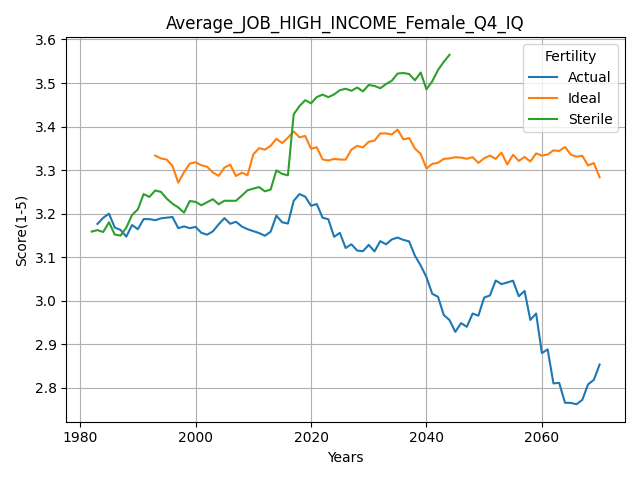 Average_JOB_HIGH_INCOME_Female_Q4_IQ
Score(1-5)
3.6
3.5
3.4
3.3
3.2
3.1
3.0
2.9
2.8
Fertility
Actual
Ideal
Sterile
1980
2000
2020
2040
2060
Years